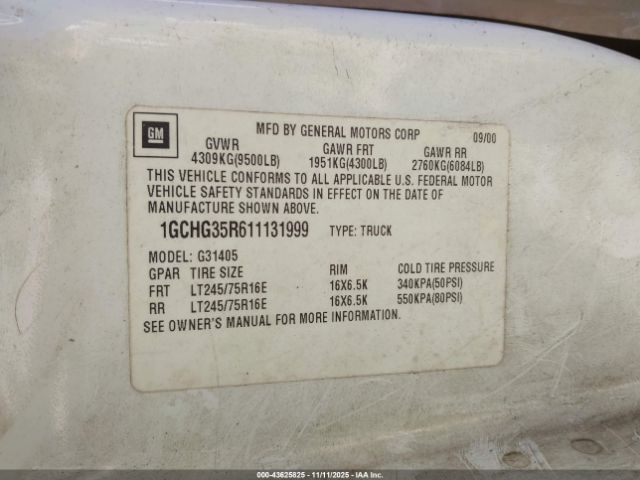 GM
MFD BY GENERAL MOTORS CORP 09/00
GVWR GAWR FRT GAWR RR
4309KG(9500LB) 1951KG(4300LB) 2760KG(6084LB)
THIS VEHICLE CONFORMS TO ALL APPLICABLE U.S. FEDERAL MOTOR
VEHICLE SAFETY STANDARDS IN EFFECT ON THE DATE OF
MANUFACTURE SHOWN ABOVE.
1GCHG35R611131999 TYPE: TRUCK
MODEL: G31405
GPAR TIRE SIZE RIM COLD TIRE PRESSURE
FRT LT245/75R16E 16X6.5K 340KPA(50PSI)
RR LT245/75R16E 16X6.5K 550KPA(80PSI)
SEE OWNER'S MANUAL FOR MORE INFORMATION.
000-43625825 - 11/11/2025 - IAA Inc.